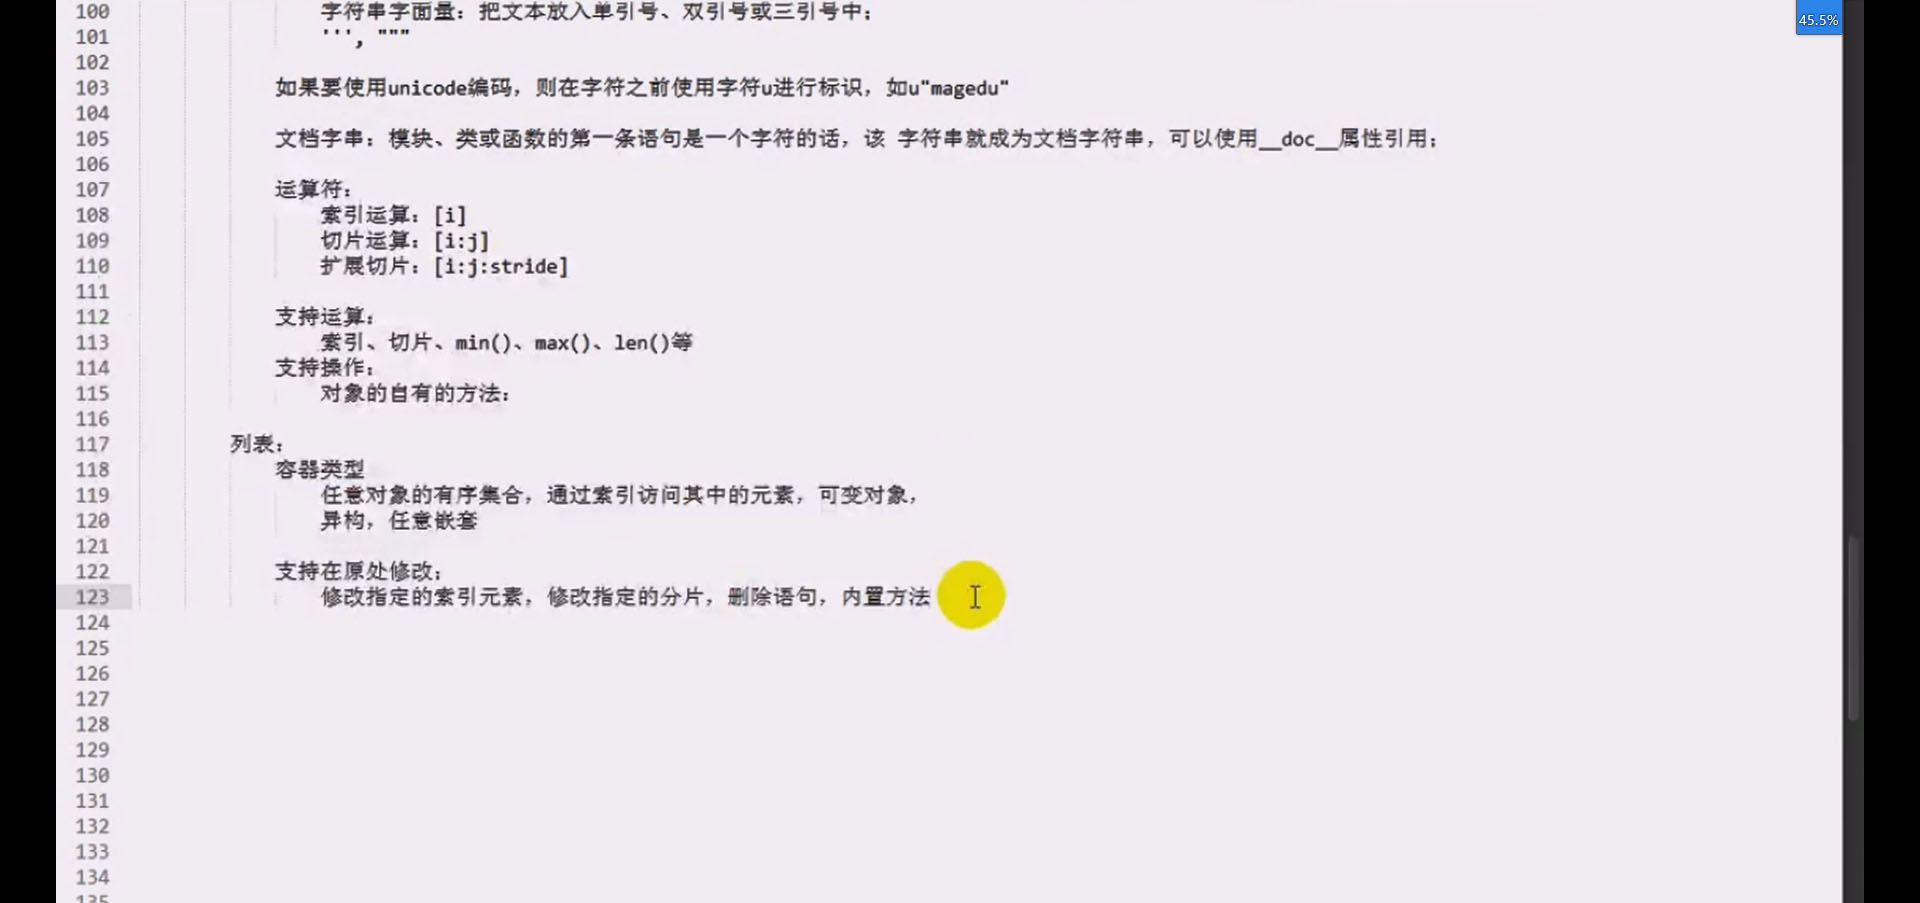 45.5%
100 字符串字面量：把文本放入单引号、双引号或三引号中；
101 ''', """
102
103 如果要使用unicode编码，则在字符之前使用字符u进行标识，如u"magedu"
104
105 文档字串：模块、类或函数的第一条语句是一个字符的话，该 字符串就成为文档字符串，可以使用__doc__属性引用；
106
107 运算符：
108 索引运算：[i]
109 切片运算：[i:j]
110 扩展切片：[i:j:stride]
111
112 支持运算：
113 索引、切片、min()、max()、len()等
114 支持操作：
115 对象的自有的方法：
116
117 列表：
118 容器类型
119 任意对象的有序集合，通过索引访问其中的元素，可变对象，
120 异构，任意嵌套
121
122 支持在原处修改；
123 修改指定的索引元素，修改指定的分片，删除语句，内置方法
124
125
126
127
128
129
130
131
132
133
134
135